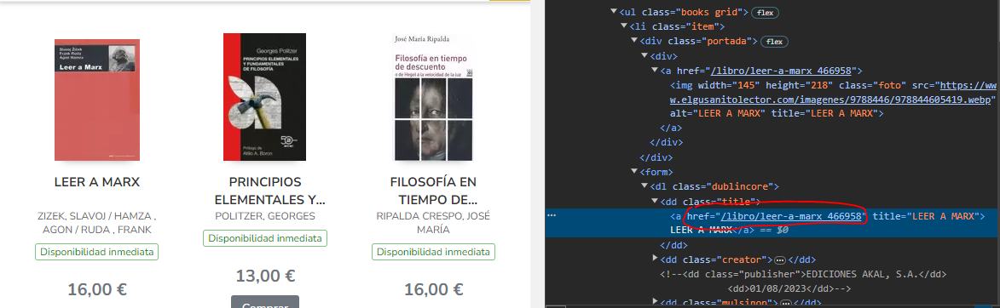 Slavoj Zizek
Frank Ruda
Agon Hamza
Leer a Marx
Georges Politzer
PRINCIPIOS ELEMENTALES
Y FUNDAMENTALES
DE FILOSOFÍA
Prólogo de
Atilio A. Boron
José María Ripalda
Filosofía en tiempo
de descuento
o de Hegel a la velocidad de la luz
LEER A MARX
ZIZEK, SLAVOJ / HAMZA ,
AGON / RUDA , FRANK
Disponibilidad inmediata
16,00 €
PRINCIPIOS
ELEMENTALES Y...
POLITZER, GEORGES
Disponibilidad inmediata
13,00 €
Comprar
FILOSOFÍA EN
TIEMPO DE...
RIPALDA CRESPO, JOSÉ
MARÍA
Disponibilidad inmediata
16,00 €
<ul class="books grid"> flex
<li class="item">
<div class="portada"> flex
<div>
<a href="/libro/leer-a-marx_466958">
<img width="145" height="218" class="foto" src="https://ww
w.elgusanitolector.com/imagenes/9788446/978844605419.webp"
alt="LEER A MARX" title="LEER A MARX">
</a>
</div>
</div>
<form>
<dl class="dublincore">
<dd class="title">
… <a href="/libro/leer-a-marx_466958" title="LEER A MARX">
LEER A MARX</a> == $0
</dd>
<dd class="creator"> … </dd>
<!--<dd class="publisher">EDICIONES AKAL, S.A.</dd>
<dd>01/08/2023</dd>-->
<dd class="mulsinop"> … </dd>